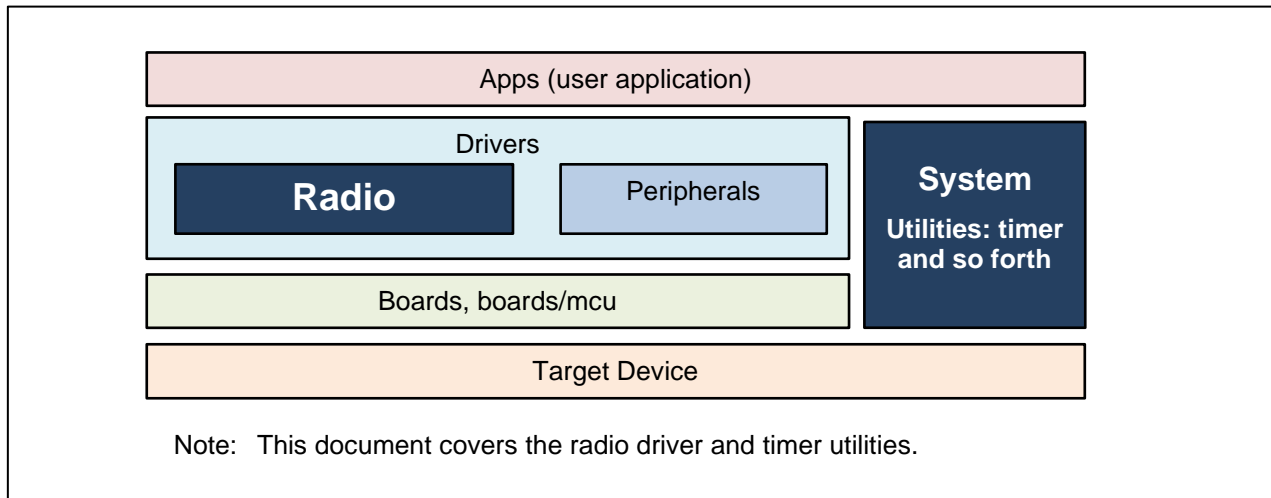 Apps (user application)
Drivers
Radio
Peripherals
System
Utilities: timer
and so forth
Boards, boards/mcu
Target Device
Note: This document covers the radio driver and timer utilities.